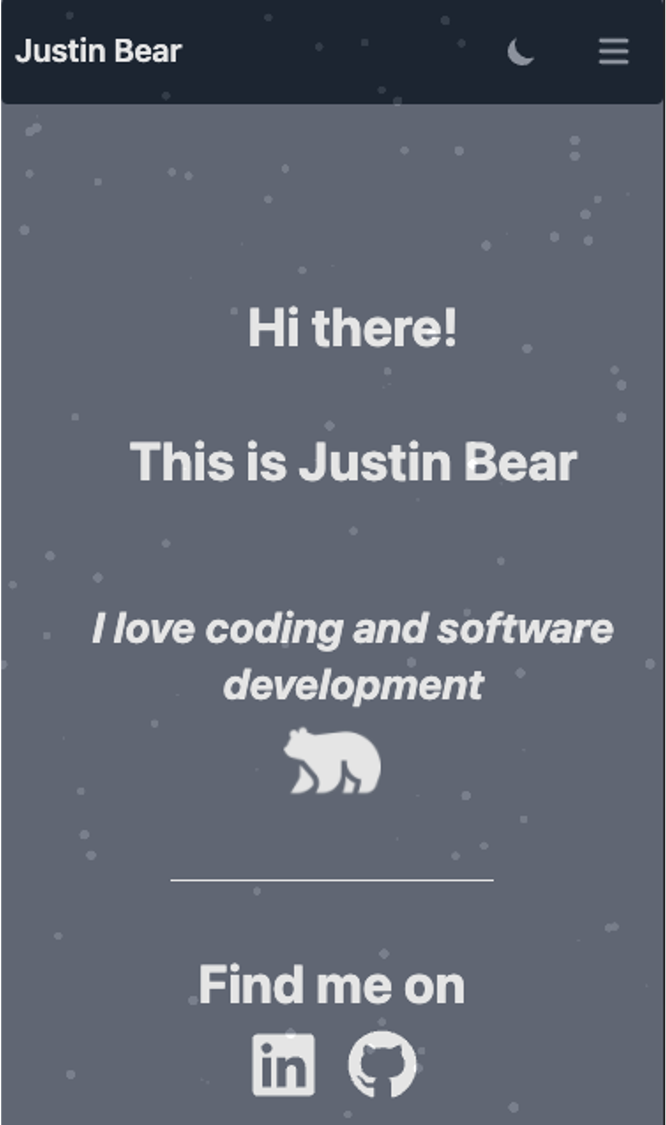 Justin Bear
Hi there!
This is Justin Bear
I love coding and software
development
Find me on
in